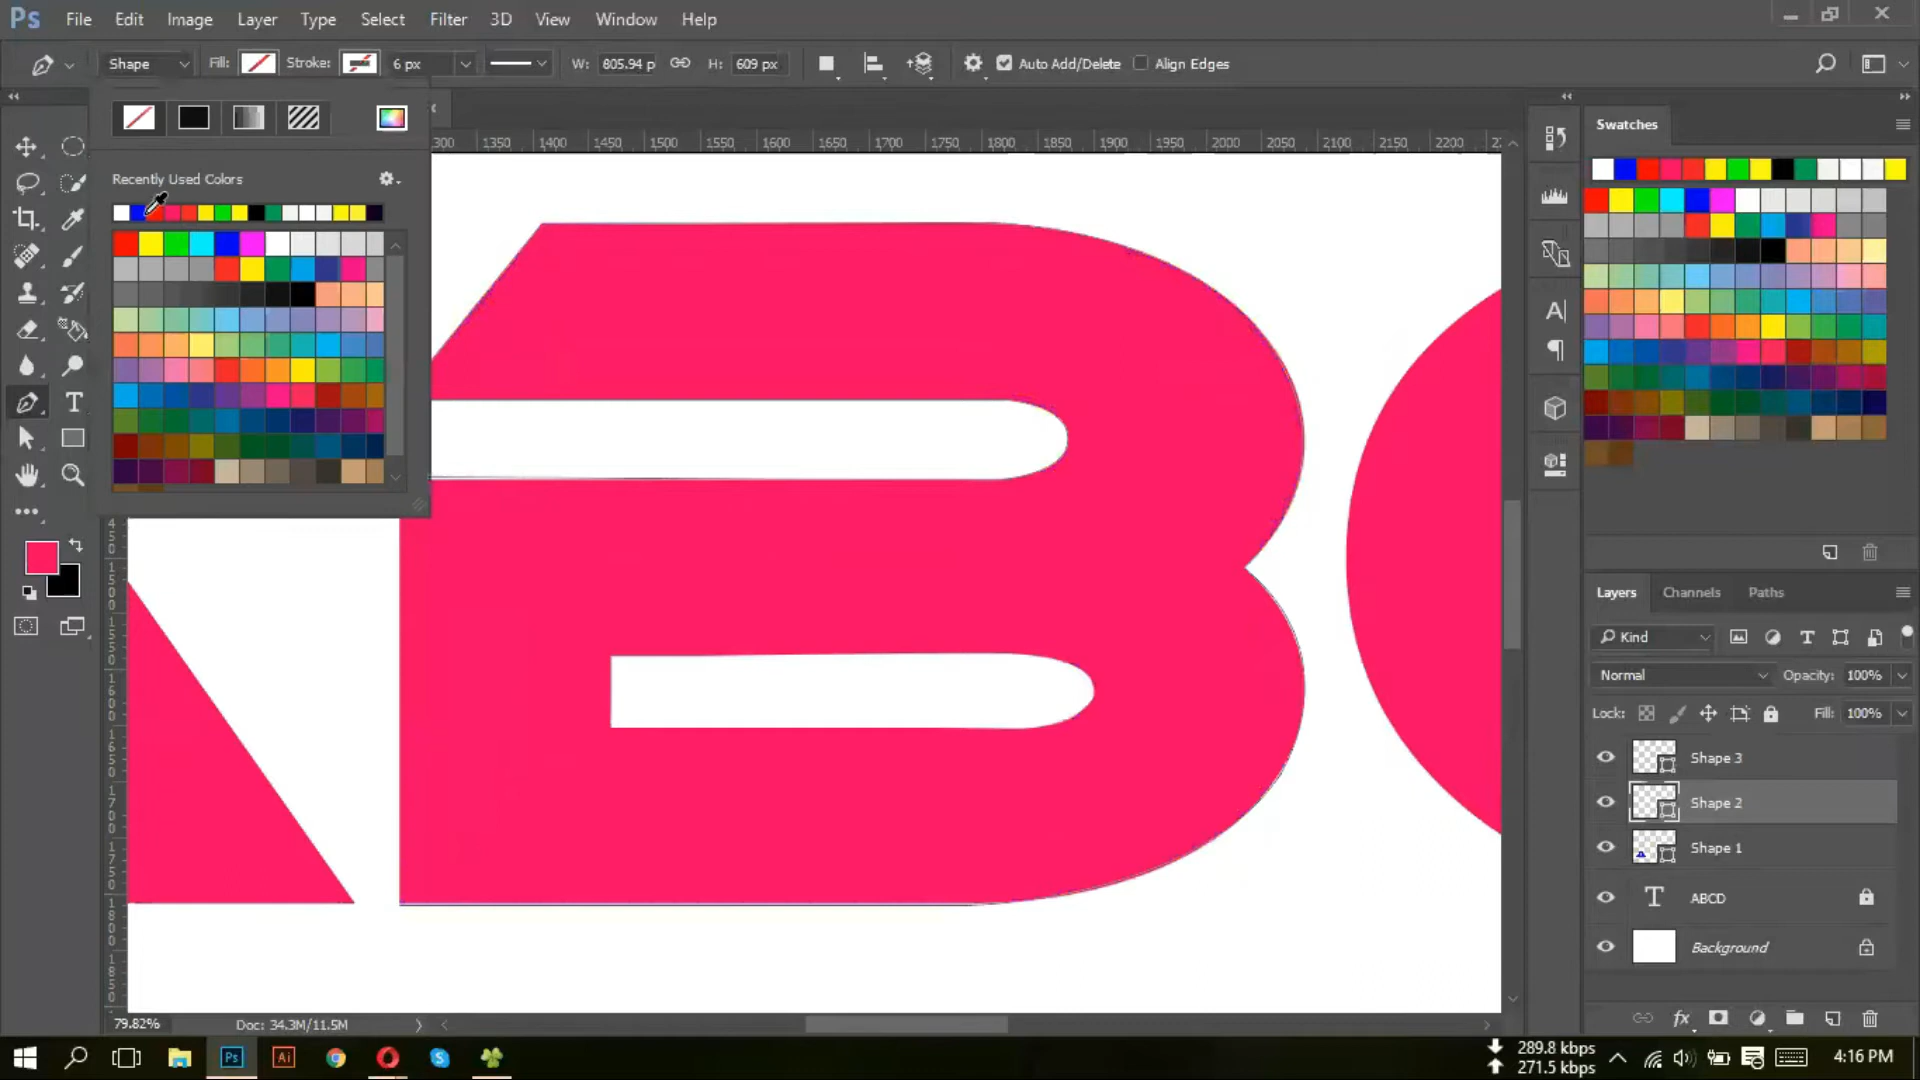 Ps File Edit Image Layer Type Select Filter 3D View Window Help
Shape Fill: Stroke: 6 px W: 805.94 p H: 609 px Auto Add/Delete Align Edges
Recently Used Colors
300 1350 1400 1450 1500 1550 1600 1650 1700 1750 1800 1850 1900 1950 2000 2050 2100 2150 2200
Swatches
Layers Channels Paths
Kind
Normal Opacity: 100%
Lock: Fill: 100%
Shape 3
Shape 2
Shape 1
T ABCD
Background
79.82% Doc: 34.3M/11.5M
Ps Ai
289.8 kbps
271.5 kbps
4:16 PM